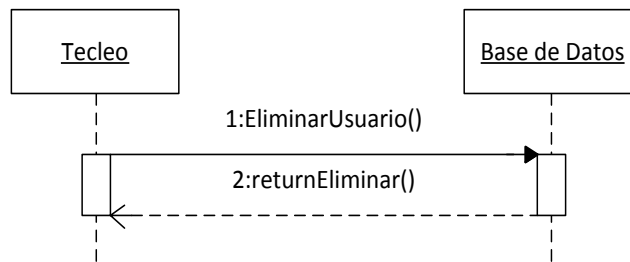 Tecleo
Base de Datos
1:EliminarUsuario()
2:returnEliminar()